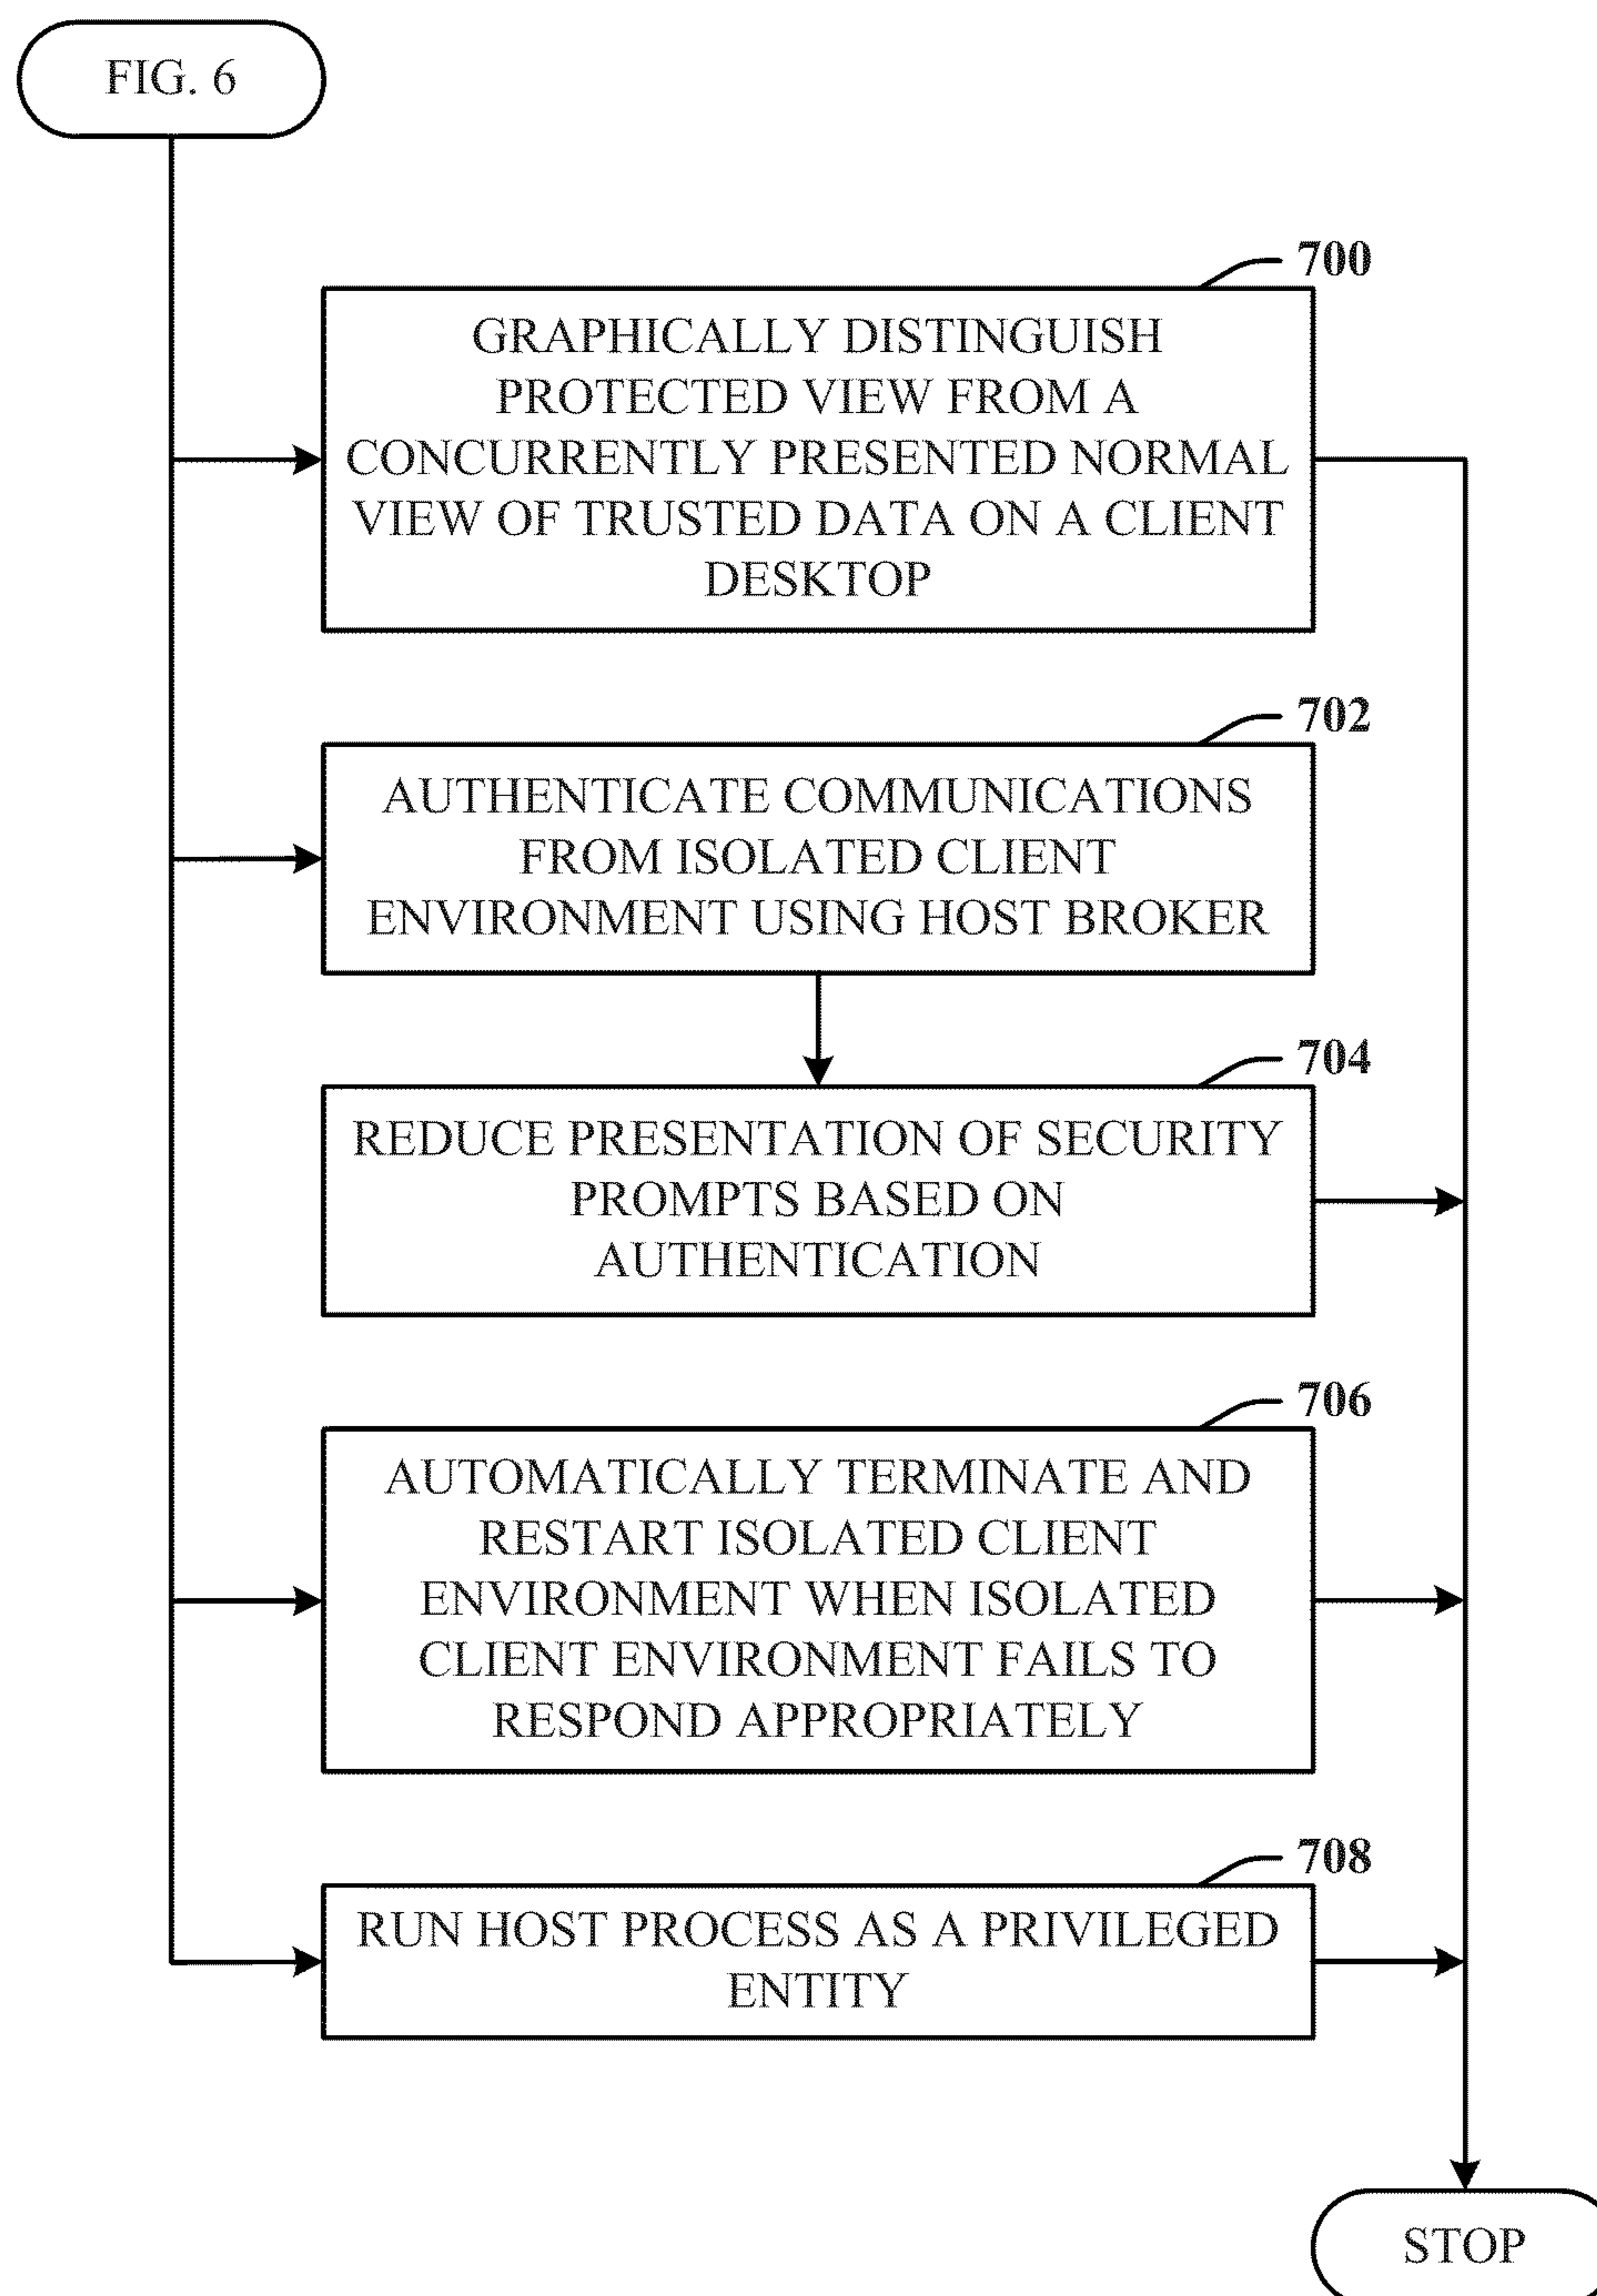 FIG. 6
700
GRAPHICALLY DISTINGUISH
PROTECTED VIEW FROM A
CONCURRENTLY PRESENTED NORMAL
VIEW OF TRUSTED DATA ON A CLIENT
DESKTOP
702
AUTHENTICATE COMMUNICATIONS
FROM ISOLATED CLIENT
ENVIRONMENT USING HOST BROKER
704
REDUCE PRESENTATION OF SECURITY
PROMPTS BASED ON
AUTHENTICATION
706
AUTOMATICALLY TERMINATE AND
RESTART ISOLATED CLIENT
ENVIRONMENT WHEN ISOLATED
CLIENT ENVIRONMENT FAILS TO
RESPOND APPROPRIATELY
708
RUN HOST PROCESS AS A PRIVILEGED
ENTITY
STOP